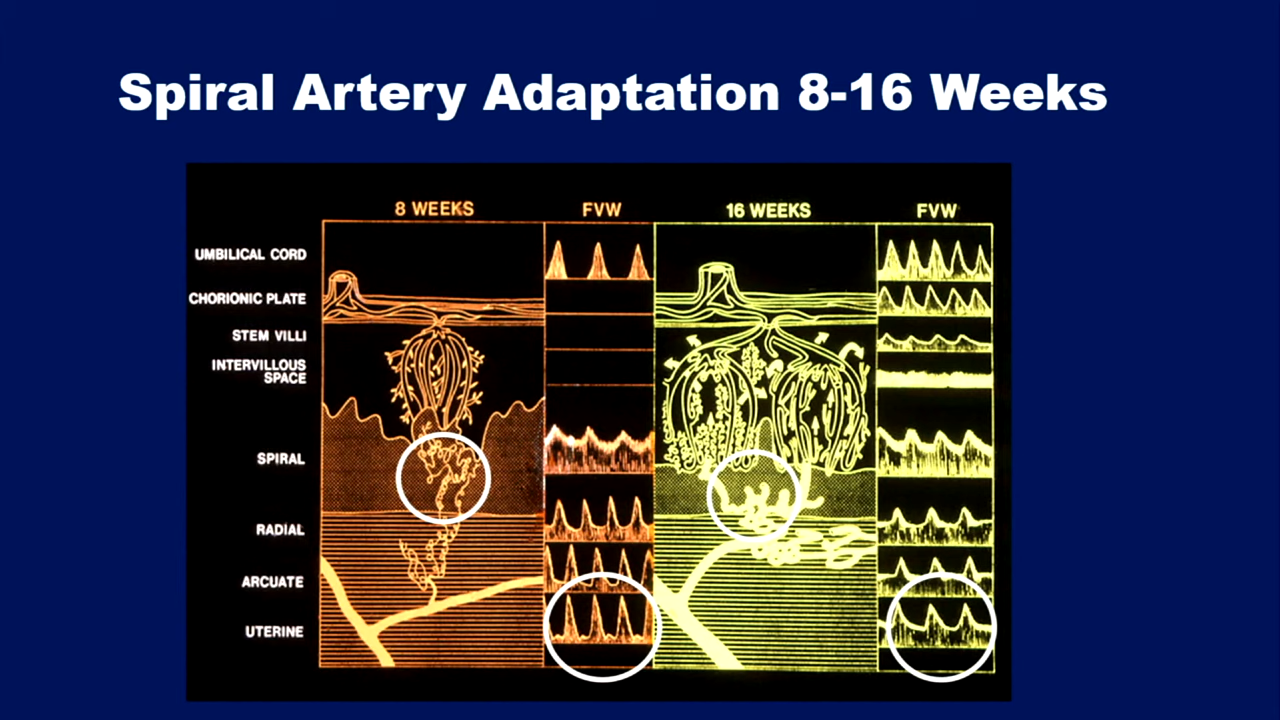 Spiral Artery Adaptation 8-16 Weeks
8 WEEKS FVW 16 WEEKS FVW
UMBILICAL CORD
CHORIONIC PLATE
STEM VILLI
INTERVILLOUS
SPACE
SPIRAL
RADIAL
ARCUATE
UTERINE